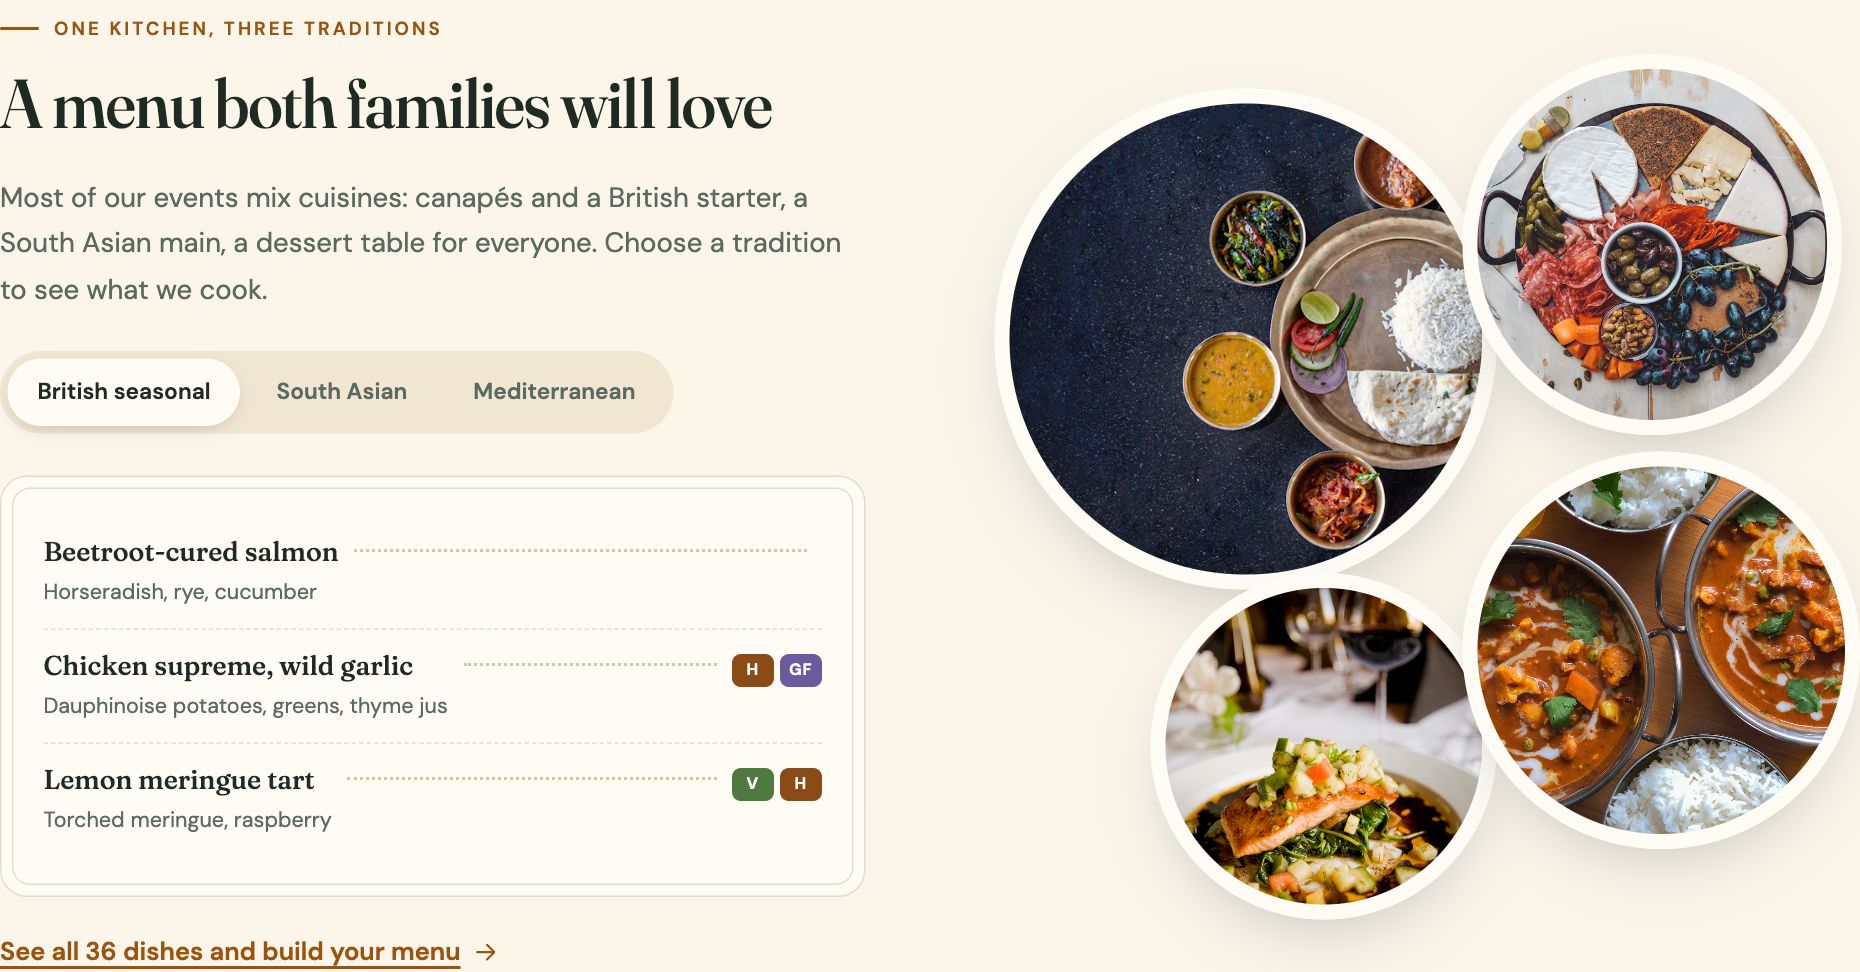 ONE KITCHEN, THREE TRADITIONS
A menu both families will love
Most of our events mix cuisines: canapés and a British starter, a
South Asian main, a dessert table for everyone. Choose a tradition
to see what we cook.
British seasonal South Asian Mediterranean
Beetroot-cured salmon
Horseradish, rye, cucumber
Chicken supreme, wild garlic H GF
Dauphinoise potatoes, greens, thyme jus
Lemon meringue tart V H
Torched meringue, raspberry
See all 36 dishes and build your menu →